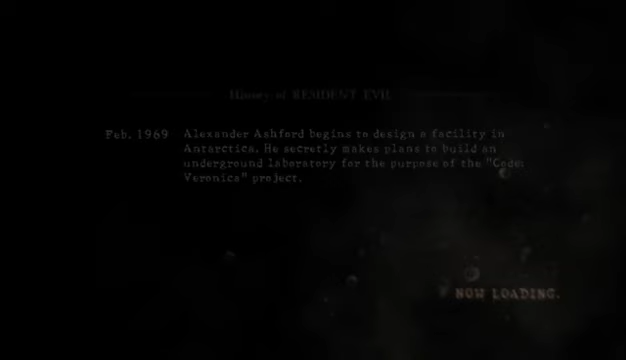 History of RESIDENT EVIL
Feb. 1969 Alexander Ashford begins to design a facility in
Antarctica. He secretly makes plans to build an
underground laboratory for the purpose of the "Code:
Veronica" project.
NOW LOADING.